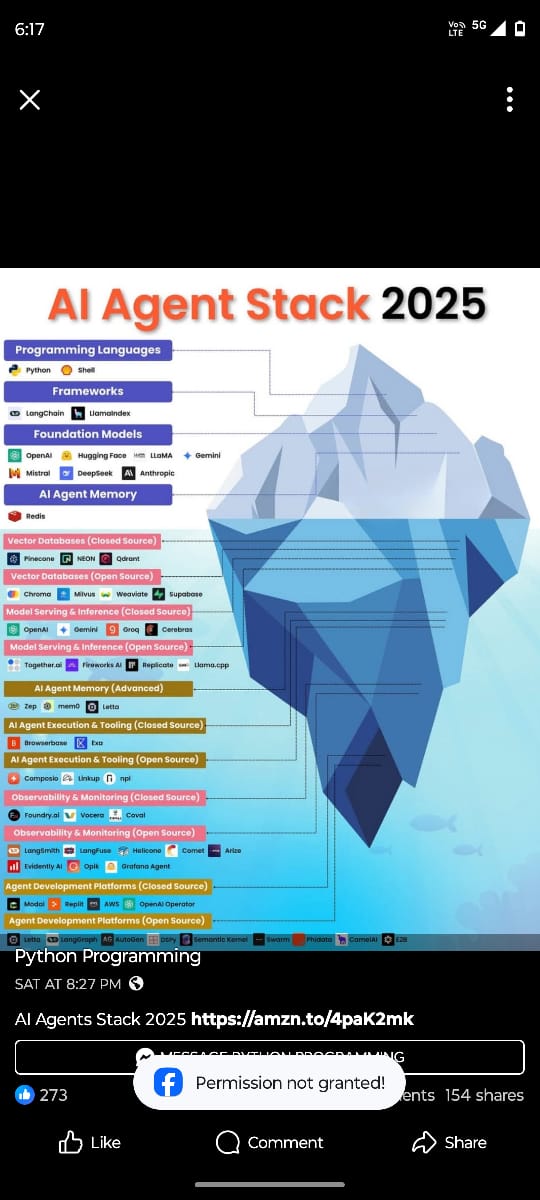 6:17
Vo LTE 5G
AI Agent Stack 2025
Programming Languages
Python Shell
Frameworks
LangChain LlamaIndex
Foundation Models
OpenAI Hugging Face LLaMA Gemini
Mistral DeepSeek Anthropic
AI Agent Memory
Redis
Vector Databases (Closed Source)
Pinecone NEON Qdrant
Vector Databases (Open Source)
Chroma Milvus Weaviate Supabase
Model Serving & Inference (Closed Source)
OpenAI Gemini Groq Cerebras
Model Serving & Inference (Open Source)
Together.ai Fireworks AI Replicate Llama.cpp
AI Agent Memory (Advanced)
Zep mem0 Letta
AI Agent Execution & Tooling (Closed Source)
Browserbase Exa
AI Agent Execution & Tooling (Open Source)
Composio Linkup npi
Observability & Monitoring (Closed Source)
Foundry.ai Vocera Coval
Observability & Monitoring (Open Source)
LangSmith LangFuse Helicone Comet Arize
Evidently AI Opik Grafana Agent
Agent Development Platforms (Closed Source)
Modal Replit AWS OpenAI Operator
Agent Development Platforms (Open Source)
Letta LangGraph AutoGen DSPy Semantic Kernel Swarm Phidata CamelAI E2B
Python Programming
SAT AT 8:27 PM
AI Agents Stack 2025 https://amzn.to/4paK2mk
MESSAGE PYTHON PROGRAMMING
Permission not granted!
273 ents 154 shares
Like Comment Share